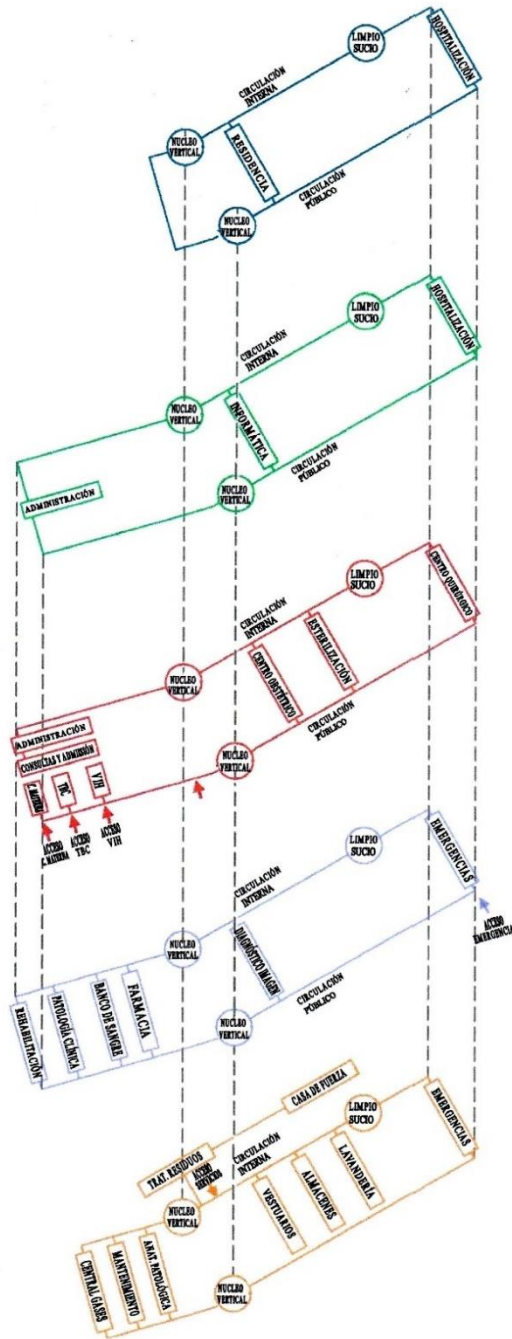 LIMPIO
SUCIO
HOSPITALIZACIÓN
CIRCULACIÓN
INTERNA
NUCLEO
VERTICAL
RESIDENCIA
NUCLEO
VERTICAL
CIRCULACIÓN
PÚBLICO
LIMPIO
SUCIO
HOSPITALIZACIÓN
CIRCULACIÓN
INTERNA
NUCLEO
VERTICAL
INFORMÁTICA
ADMINISTRACIÓN
NUCLEO
VERTICAL
CIRCULACIÓN
PÚBLICO
LIMPIO
SUCIO
CENTRO QUIRÚRGICO
CIRCULACIÓN
INTERNA
ESTERILIZACIÓN
NUCLEO
VERTICAL
CENTRO OBSTÉTRICO
ADMINISTRACIÓN
CONSULTAS Y ADMISIÓN
NUCLEO
VERTICAL
CIRCULACIÓN
PÚBLICO
TBC
VIH
ACCESO
TBC
ACCESO
VIH
LIMPIO
SUCIO
EMERGENCIAS
CIRCULACIÓN
INTERNA
NUCLEO
VERTICAL
DIAGNÓSTICO IMAGEN
ACCESO
EMERGENCIA
REHABILITACIÓN
PATOLOGÍA CLÍNICA
BANCO DE SANGRE
FARMACIA
NUCLEO
VERTICAL
CIRCULACIÓN
PÚBLICO
CASA DE FUERZA
TRAT. RESIDUOS
ACCESO
SERVICIOS
CIRCULACIÓN
INTERNA
LIMPIO
SUCIO
EMERGENCIAS
NUCLEO
VERTICAL
VESTUARIOS
ALMACENES
LAVANDERÍA
CENTRAL GASES
MANTENIMIENTO
ANAT. PATOLÓGICA
NUCLEO
VERTICAL